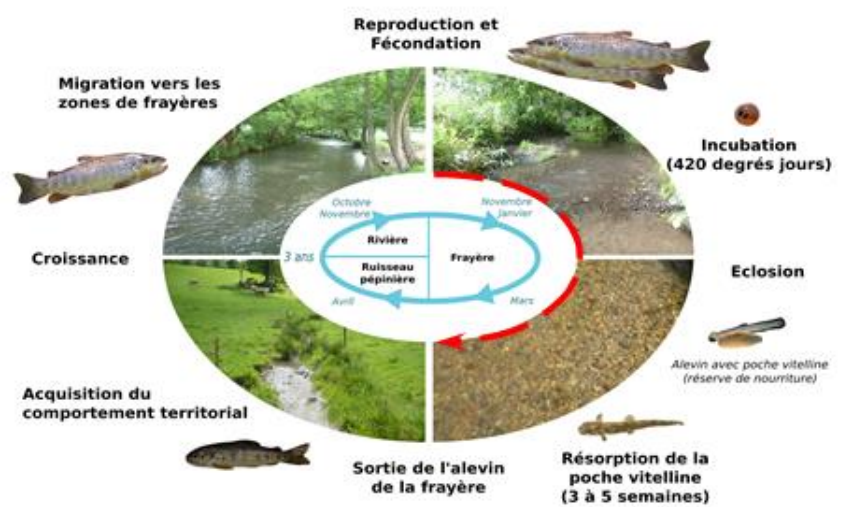 Reproduction et
Fécondation
Migration vers les
zones de frayères
Incubation
(420 degrés jours)
Octobre
Novembre
Novembre
Janvier
Rivière
Croissance
3 ans
Frayère
Ruisseau
pépinière
Eclosion
Avril
Mars
Alevin avec poche vitelline
(réserve de nourriture)
Acquisition du
comportement territorial
Sortie de l'alevin
de la frayère
Résorption de la
poche vitelline
(3 à 5 semaines)